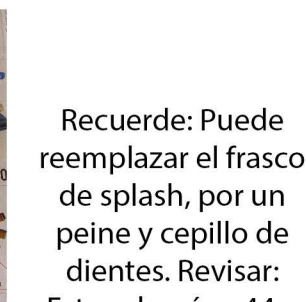 Recuerde: Puede
reemplazar el frasco
de splash, por un
peine y cepillo de
dientes. Revisar: